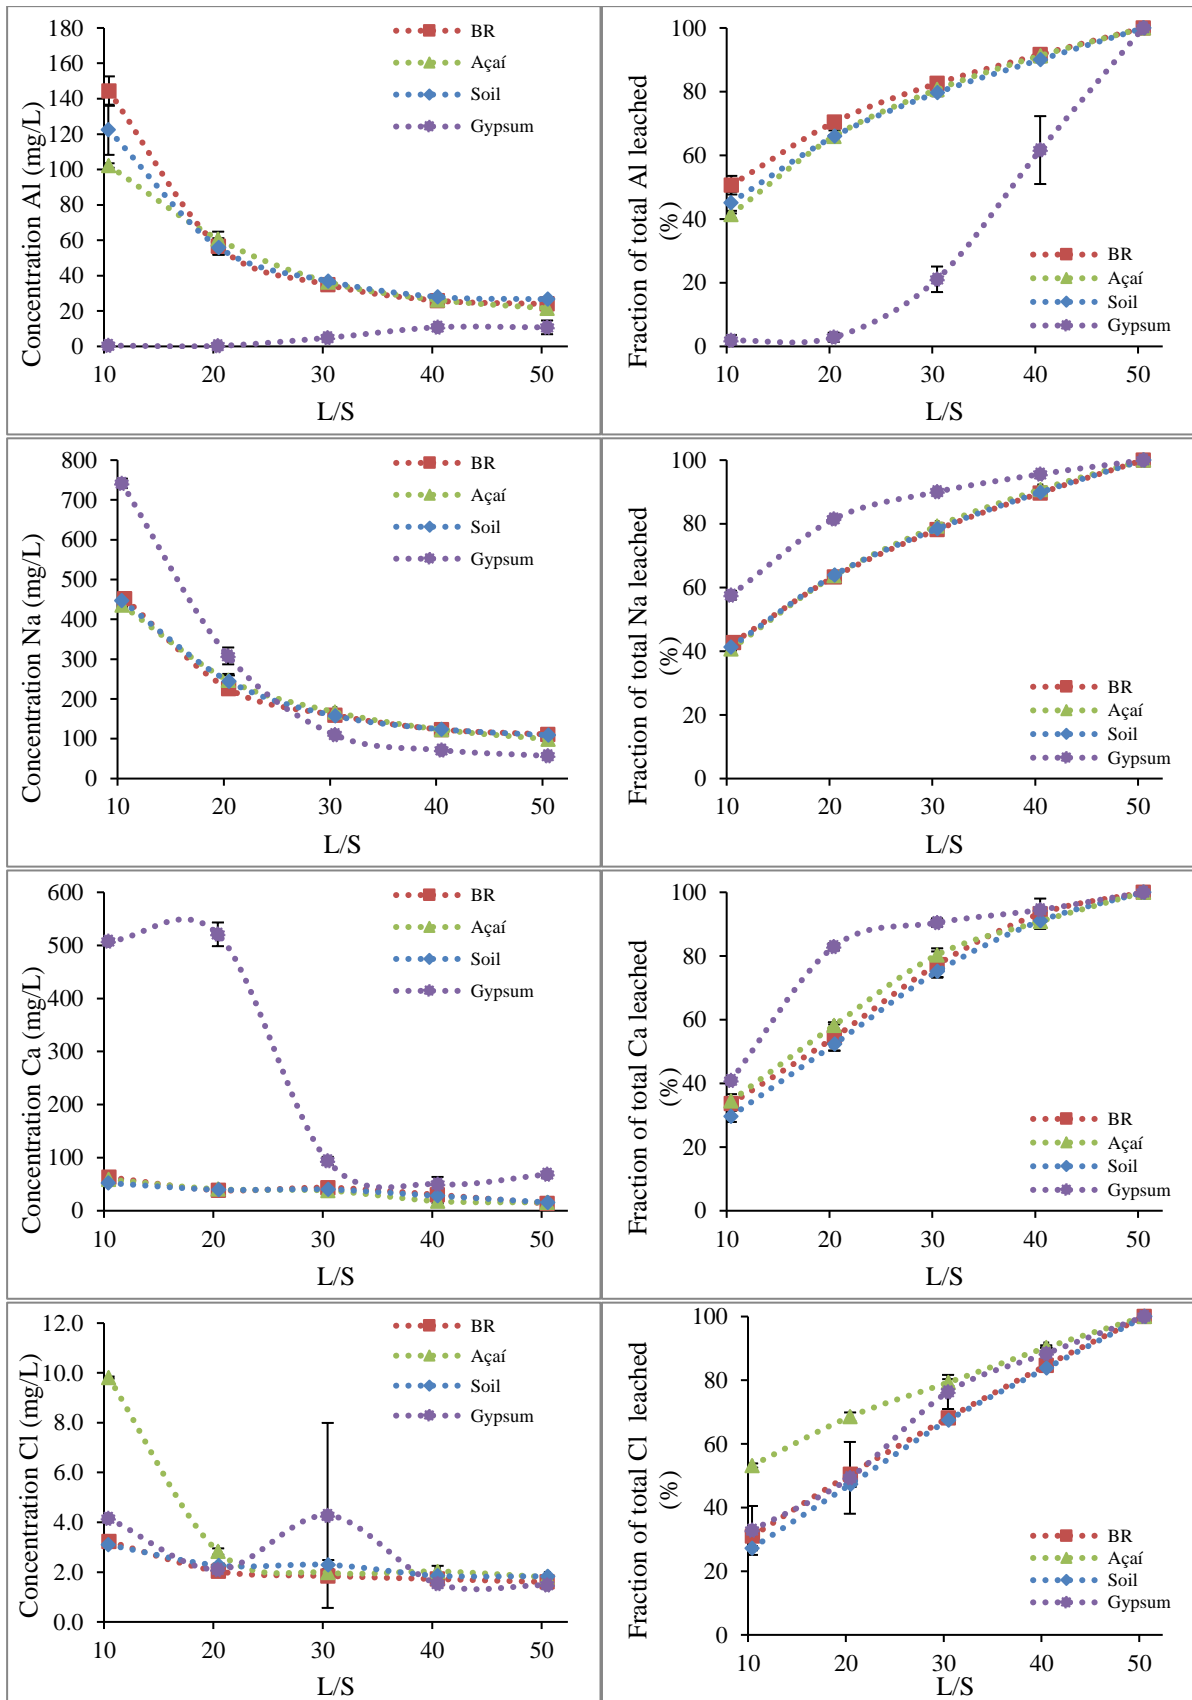 180
160
140
120
100
80
60
40
20
0
Concentration Al (mg/L)
10 20 30 40 50
L/S
BR
Açaí
Soil
Gypsum
100
80
60
40
20
0
Fraction of total Al leached
(%)
10 20 30 40 50
L/S
BR
Açaí
Soil
Gypsum
800
700
600
500
400
300
200
100
0
Concentration Na (mg/L)
10 20 30 40 50
L/S
BR
Açaí
Soil
Gypsum
100
80
60
40
20
0
Fraction of total Na leached
(%)
10 20 30 40 50
L/S
BR
Açaí
Soil
Gypsum
600
500
400
300
200
100
0
Concentration Ca (mg/L)
10 20 30 40 50
L/S
BR
Açaí
Soil
Gypsum
100
80
60
40
20
0
Fraction of total Ca leached
(%)
10 20 30 40 50
L/S
BR
Açaí
Soil
Gypsum
12.0
10.0
8.0
6.0
4.0
2.0
0.0
Concentration Cl (mg/L)
10 20 30 40 50
L/S
BR
Açaí
Soil
Gypsum
100
80
60
40
20
0
Fraction of total Cl leached
(%)
10 20 30 40 50
L/S
BR
Açaí
Soil
Gypsum